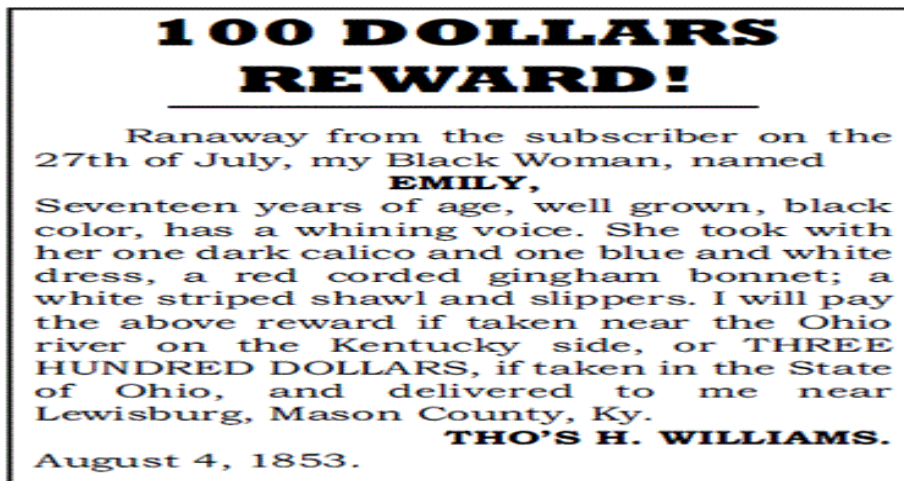 100 DOLLARS
REWARD!
Ranaway from the subscriber on the
27th of July, my Black Woman, named
EMILY,
Seventeen years of age, well grown, black
color, has a whining voice. She took with
her one dark calico and one blue and white
dress, a red corded gingham bonnet; a
white striped shawl and slippers. I will pay
the above reward if taken near the Ohio
river on the Kentucky side, or THREE
HUNDRED DOLLARS, if taken in the State
of Ohio, and delivered to me near
Lewisburg, Mason County, Ky.
THO'S H. WILLIAMS.
August 4, 1853.